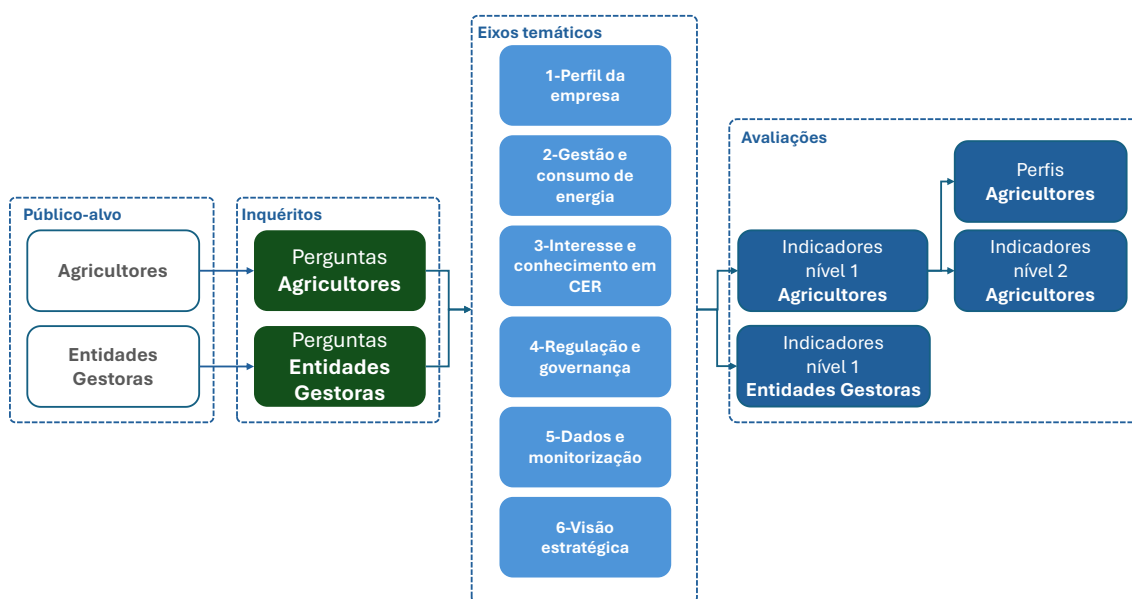 Público-alvo
Agricultores
Entidades
Gestoras
Inquéritos
Perguntas
Agricultores
Perguntas
Entidades
Gestoras
Eixos temáticos
1-Perfil da
empresa
2-Gestão e
consumo de
energia
3-Interesse e
conhecimento em
CER
4-Regulação e
governança
5-Dados e
monitorização
6-Visão
estratégica
Avaliações
Indicadores
nível 1
Agricultores
Indicadores
nível 1
Entidades Gestoras
Perfis
Agricultores
Indicadores
nível 2
Agricultores